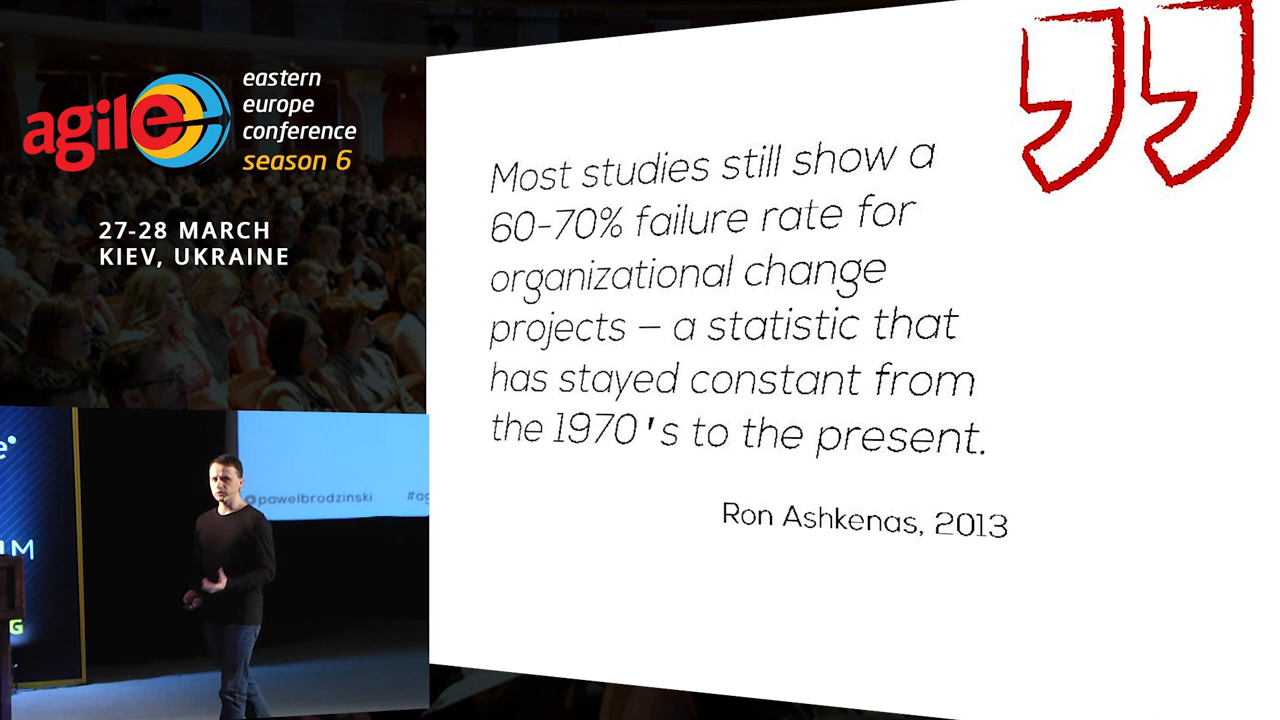 agile
eastern
europe
conference
season 6
27-28 MARCH
KIEV, UKRAINE
Most studies still show a
60-70% failure rate for
organizational change
projects – a statistic that
has stayed constant from
the 1970's to the present.
Ron Ashkenas, 2013
@pawelbrodzinski
#ag